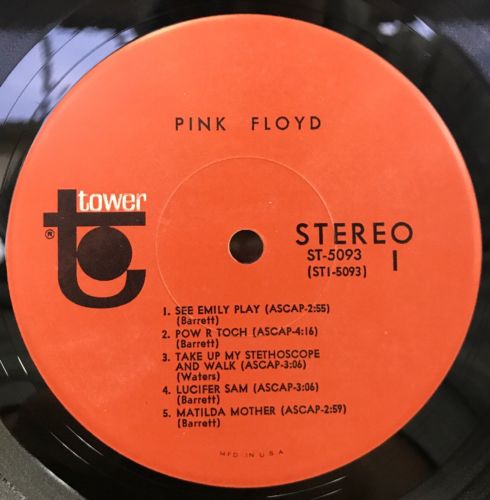 PINK FLOYD
tower
®
t
STEREO
ST-5093
(ST1-5093)
1
1. SEE EMILY PLAY (ASCAP-2:55)
(Barrett)
2. POW R TOCH (ASCAP-4:16)
(Barrett)
3. TAKE UP MY STETHOSCOPE
AND WALK (ASCAP-3:06)
(Waters)
4. LUCIFER SAM (ASCAP-3:06)
(Barrett)
5. MATILDA MOTHER (ASCAP-2:59)
(Barrett)
MFD IN U.S.A